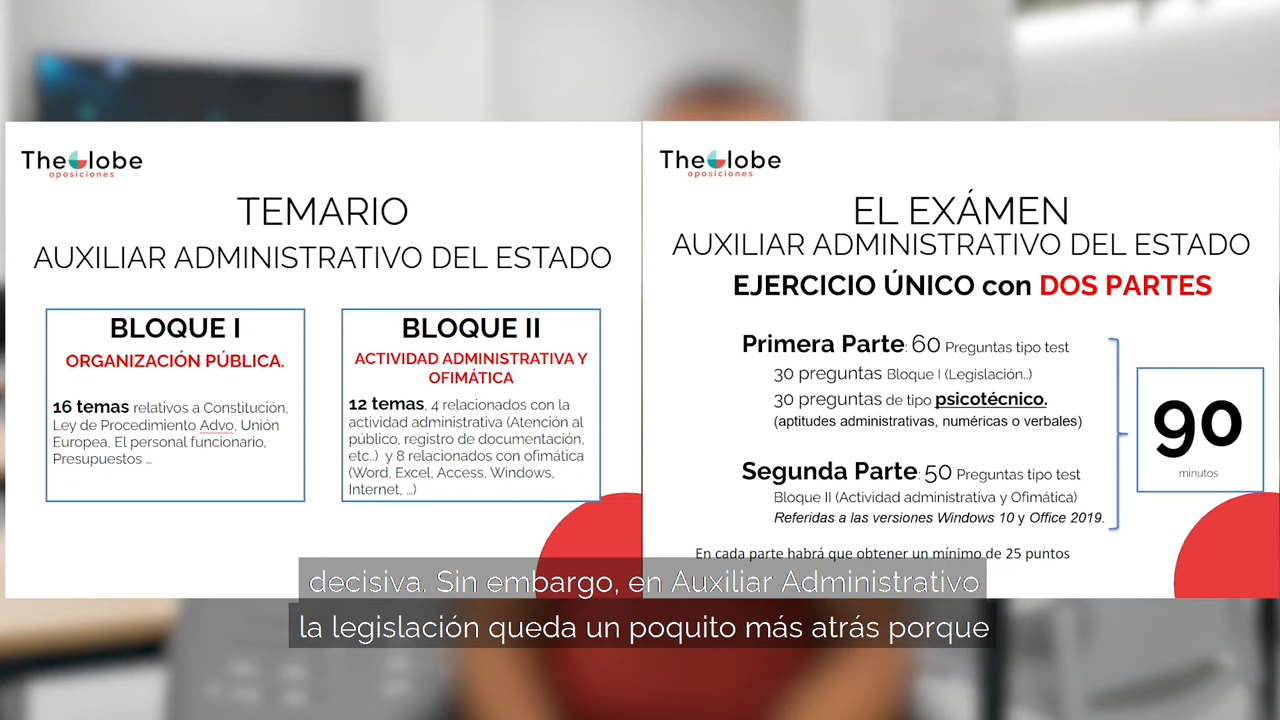 TheGlobe
oposiciones
TEMARIO
AUXILIAR ADMINISTRATIVO DEL ESTADO
BLOQUE I
ORGANIZACIÓN PÚBLICA.
16 temas relativos a Constitución,
Ley de Procedimiento Advo, Unión
Europea, El personal funcionario,
Presupuestos ...
BLOQUE II
ACTIVIDAD ADMINISTRATIVA Y
OFIMÁTICA
12 temas, 4 relacionados con la
actividad administrativa (Atención al
público, registro de documentación,
etc..) y 8 relacionados con ofimática
(Word, Excel, Access, Windows,
Internet, ...)
TheGlobe
oposiciones
EL EXÁMEN
AUXILIAR ADMINISTRATIVO DEL ESTADO
EJERCICIO ÚNICO con DOS PARTES
Primera Parte: 60 Preguntas tipo test
30 preguntas Bloque I (Legislación..)
30 preguntas de tipo psicotécnico.
(aptitudes administrativas, numéricas o verbales)
Segunda Parte: 50 Preguntas tipo test
Bloque II (Actividad administrativa y Ofimática)
Referidas a las versiones Windows 10 y Office 2019.
90
minutos
En cada parte habrá que obtener un mínimo de 25 puntos
decisiva. Sin embargo, en Auxiliar Administrativo
la legislación queda un poquito más atrás porque